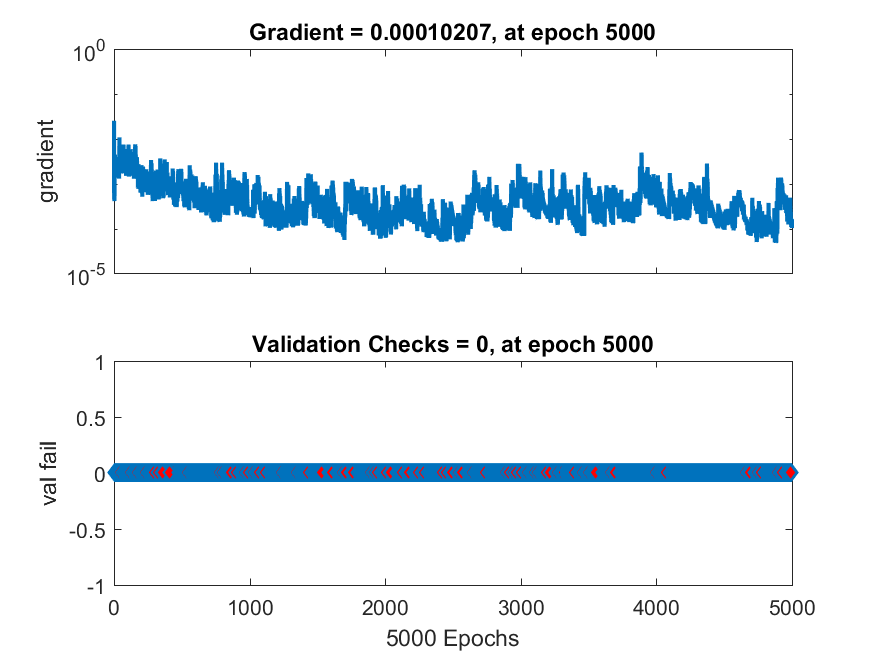 Gradient = 0.00010207, at epoch 5000
10^0
gradient
10^-5
Validation Checks = 0, at epoch 5000
1
0.5
0
-0.5
-1
val fail
0 1000 2000 3000 4000 5000
5000 Epochs